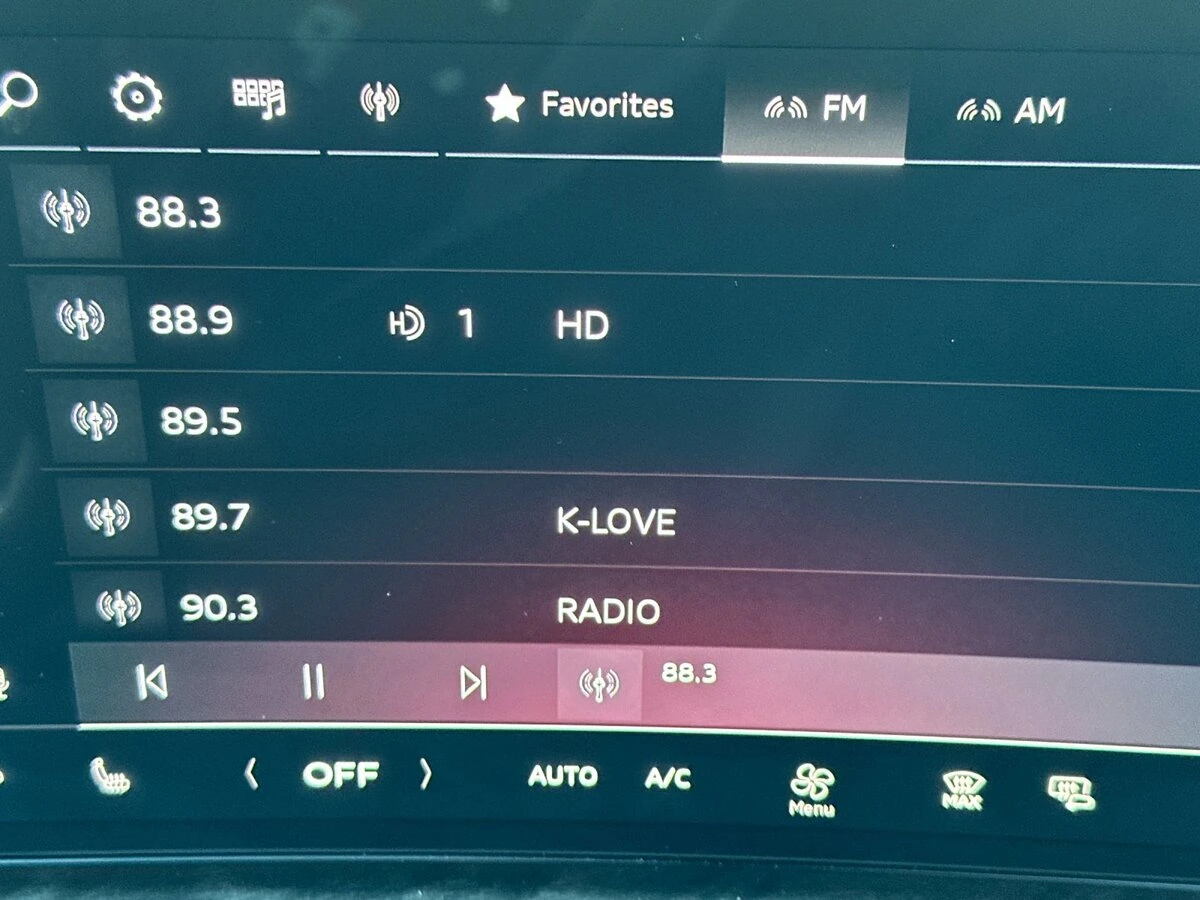 Favorites FM AM
88.3
88.9 HD 1 HD
89.5
89.7 K-LOVE
90.3 RADIO
88.3
OFF AUTO A/C
Menu MAX